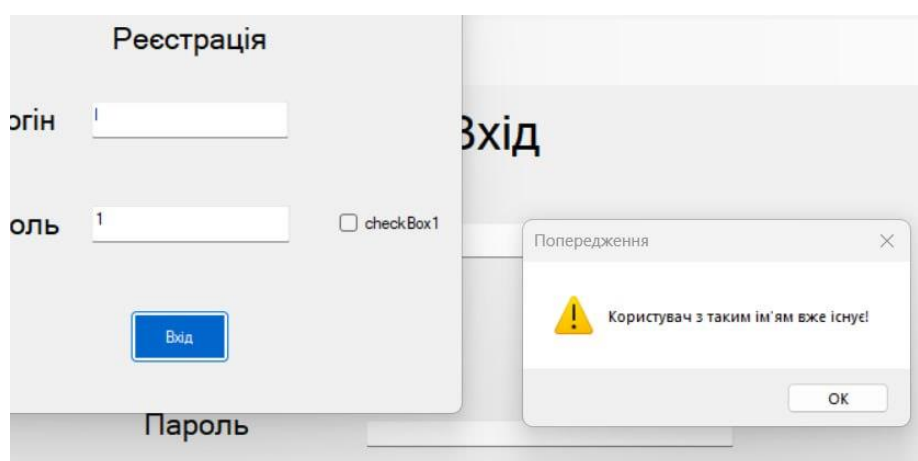 Реєстрація
огін
І
Вхід
оль
1
checkBox1
Попередження
Користувач з таким ім'ям вже існує!
Вхід
OK
Пароль